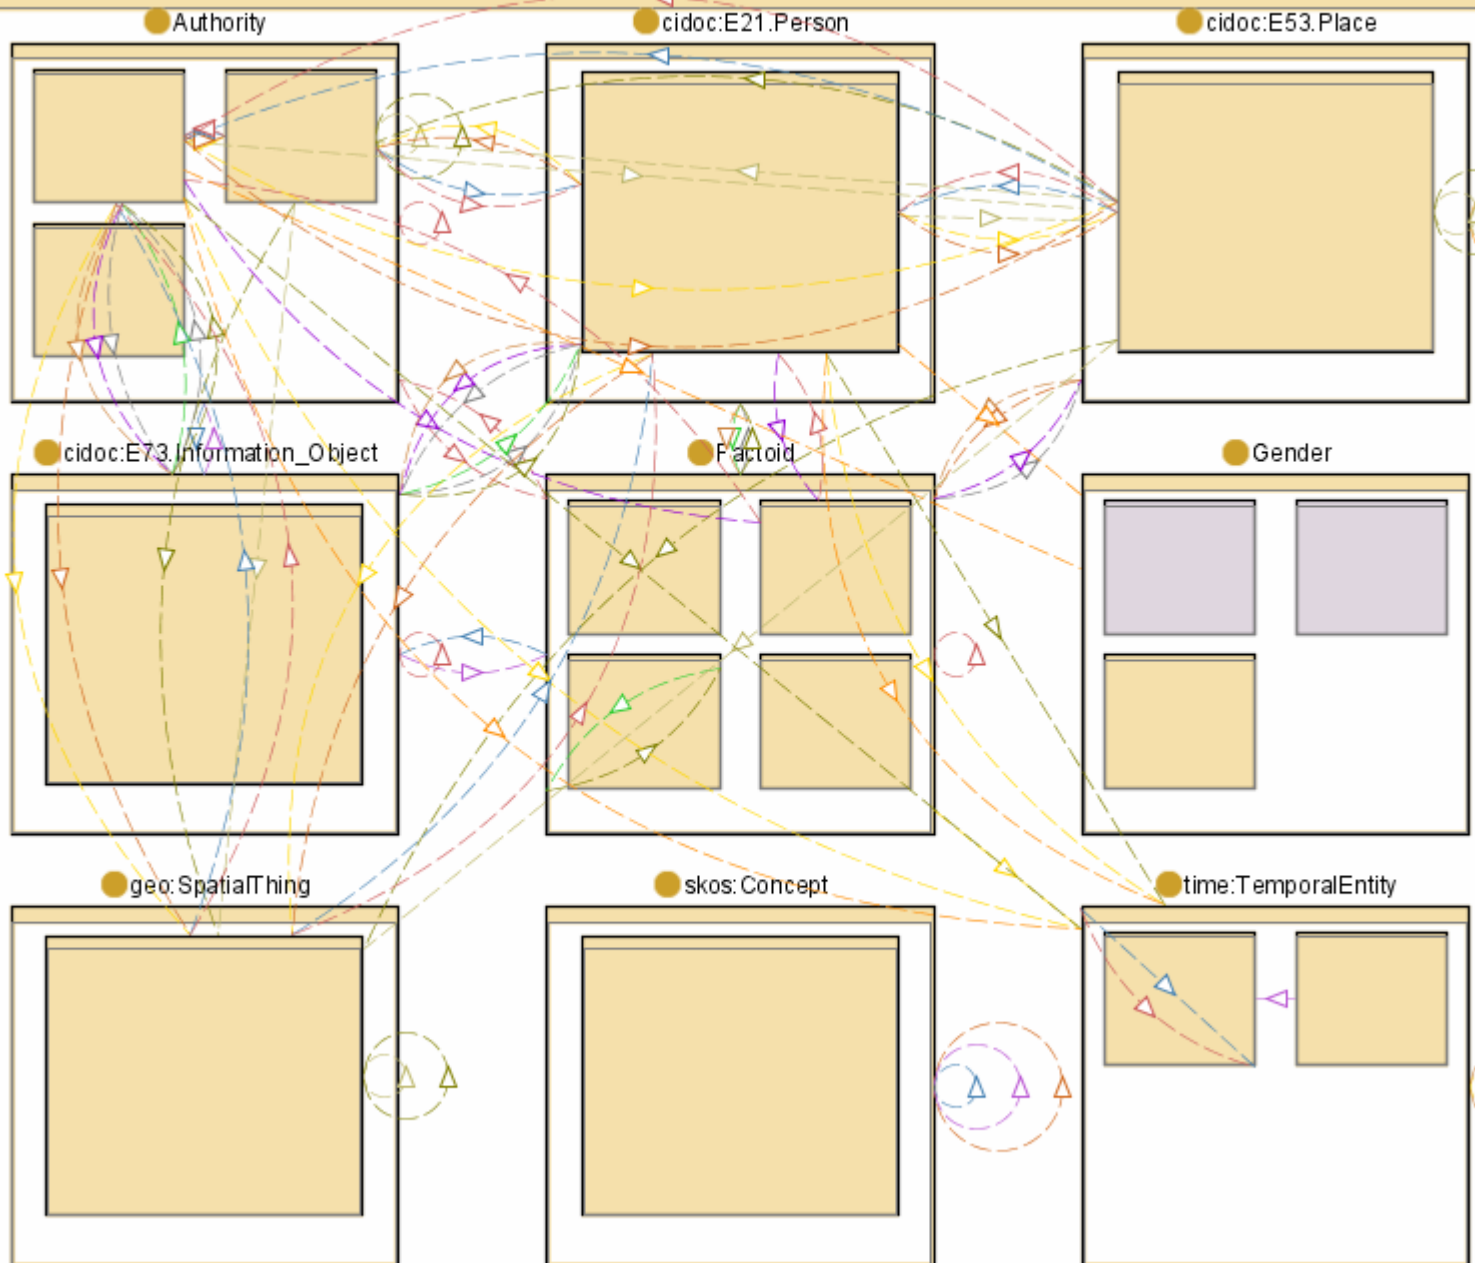 Authority
cidoc:E21.Person
cidoc:E53.Place
cidoc:E73.Information_Object
Factoid
Gender
geo:SpatialThing
skos:Concept
time:TemporalEntity